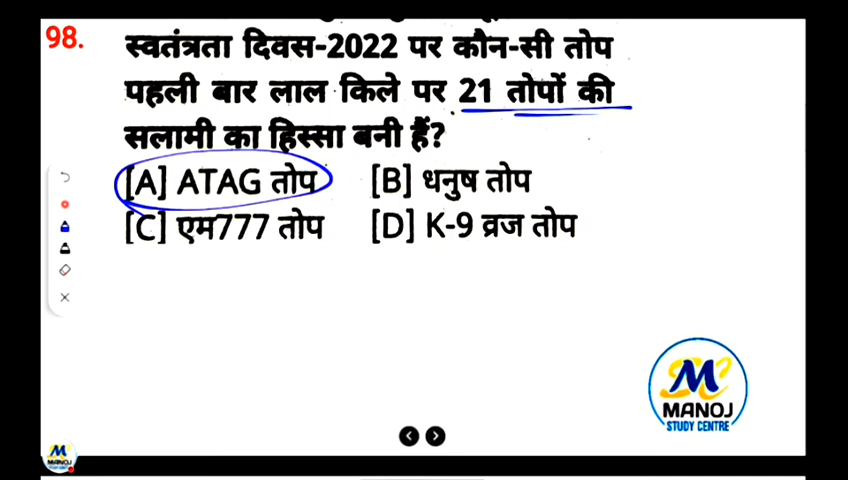 98.
स्वतंत्रता दिवस-2022 पर कौन-सी तोप
पहली बार लाल किले पर 21 तोपों की
सलामी का हिस्सा बनी हैं?
[A] ATAG तोप [B] धनुष तोप
[C] एम777 तोप [D] K-9 व्रज तोप
MANOJ
STUDY CENTRE
MANOJ